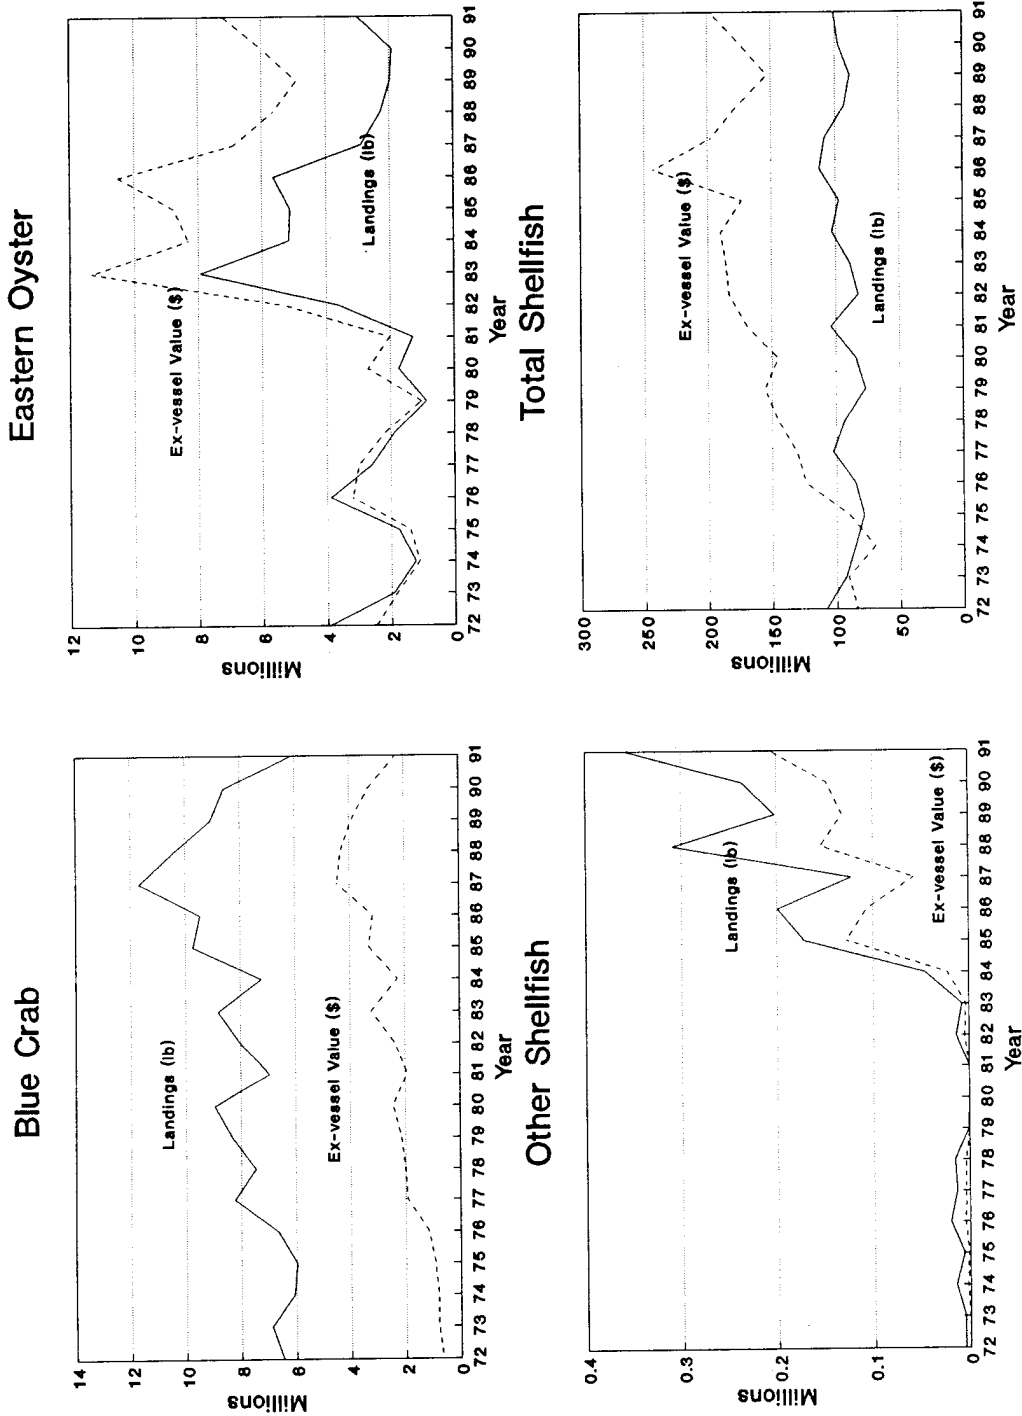 Blue Crab
14
12
10
8
6
4
2
0
Millions
Landings (lb)
Ex-vessel Value ($)
72 73 74 75 76 77 78 79 80 81 82 83 84 85 86 87 88 89 90 91
Year
Eastern Oyster
12
10
8
6
4
2
0
Millions
Ex-vessel Value ($)
Landings (lb)
72 73 74 75 76 77 78 79 80 81 82 83 84 85 86 87 88 89 90 91
Year
Other Shellfish
0.4
0.3
0.2
0.1
0
Millions
Landings (lb)
Ex-vessel Value ($)
72 73 74 75 76 77 78 79 80 81 82 83 84 85 86 87 88 89 90 91
Year
Total Shellfish
300
250
200
150
100
50
0
Millions
Ex-vessel Value ($)
Landings (lb)
72 73 74 75 76 77 78 79 80 81 82 83 84 85 86 87 88 89 90 91
Year